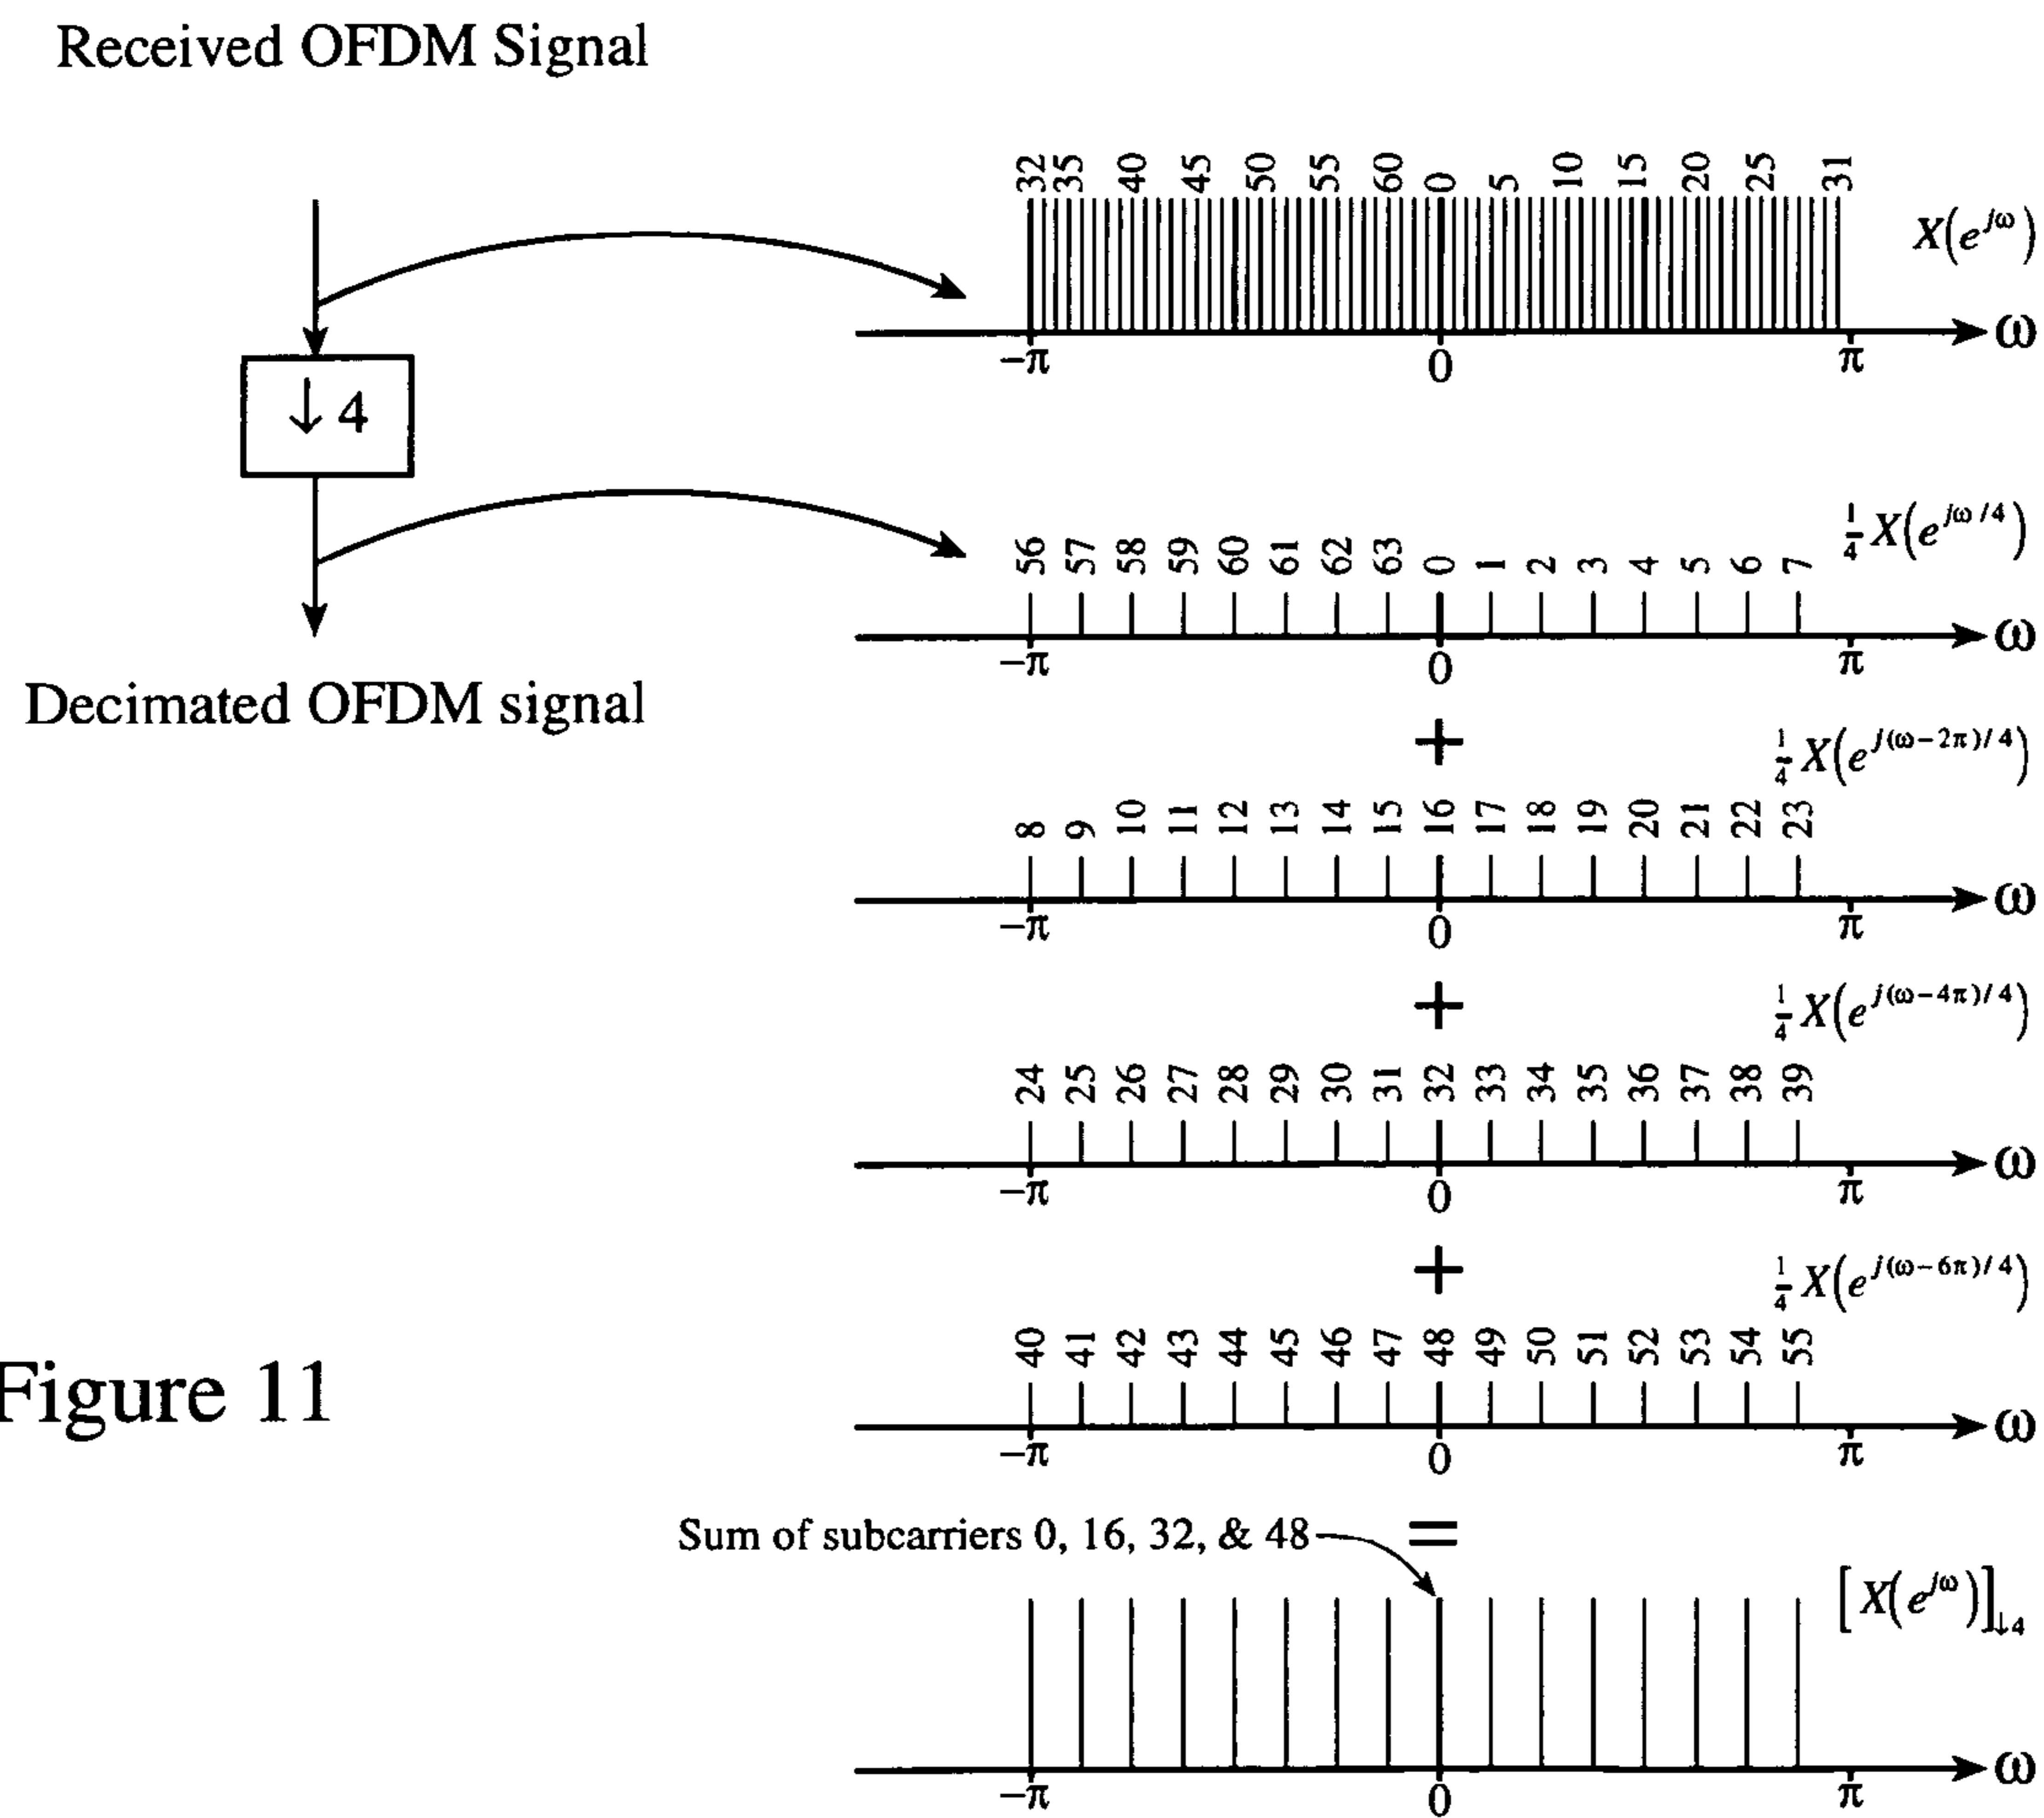 Received OFDM Signal
32 35 40 45 50 55 60 0 5 10 15 20 25 31
X(e^{jω})
−π 0 π ω
↓ 4
1/4 X(e^{jω/4})
56 57 58 59 60 61 62 63 0 1 2 3 4 5 6 7
−π 0 π ω
Decimated OFDM signal
+
1/4 X(e^{j(ω−2π)/4})
8 9 10 11 12 13 14 15 16 17 18 19 20 21 22 23
−π 0 π ω
+
1/4 X(e^{j(ω−4π)/4})
24 25 26 27 28 29 30 31 32 33 34 35 36 37 38 39
−π 0 π ω
+
1/4 X(e^{j(ω−6π)/4})
40 41 42 43 44 45 46 47 48 49 50 51 52 53 54 55
Figure 11
−π 0 π ω
Sum of subcarriers 0, 16, 32, & 48
=
[X(e^{jω})]↓4
−π 0 π ω